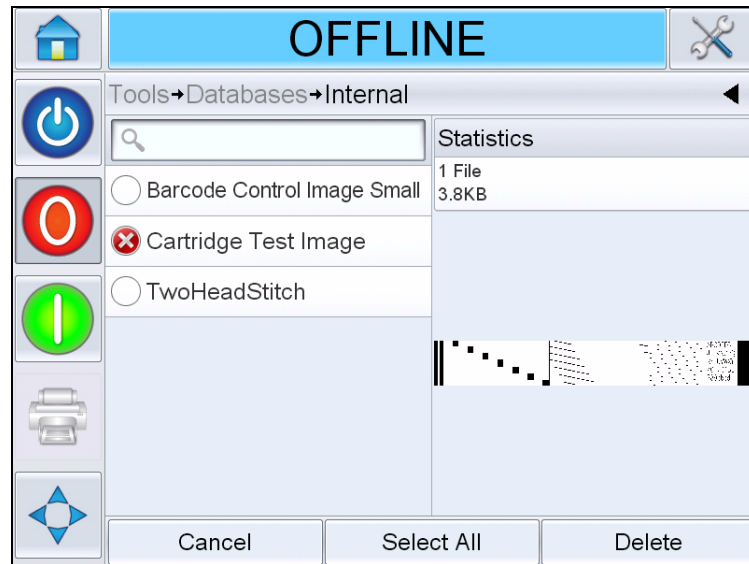 OFFLINE
Tools→Databases→Internal
Statistics
1 File
3.8KB
Barcode Control Image Small
Cartridge Test Image
TwoHeadStitch
Cancel
Select All
Delete